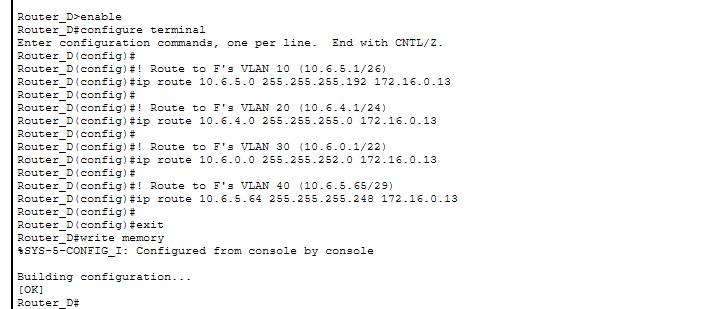 Router_D>enable
Router_D#configure terminal
Enter configuration commands, one per line.  End with CNTL/Z.
Router_D(config)#
Router_D(config)#! Route to F's VLAN 10 (10.6.5.1/26)
Router_D(config)#ip route 10.6.5.0 255.255.255.192 172.16.0.13
Router_D(config)#
Router_D(config)#! Route to F's VLAN 20 (10.6.4.1/24)
Router_D(config)#ip route 10.6.4.0 255.255.255.0 172.16.0.13
Router_D(config)#
Router_D(config)#! Route to F's VLAN 30 (10.6.0.1/22)
Router_D(config)#ip route 10.6.0.0 255.255.252.0 172.16.0.13
Router_D(config)#
Router_D(config)#! Route to F's VLAN 40 (10.6.5.65/29)
Router_D(config)#ip route 10.6.5.64 255.255.255.248 172.16.0.13
Router_D(config)#
Router_D(config)#exit
Router_D#write memory
%SYS-5-CONFIG_I: Configured from console by console
Building configuration...
[OK]
Router_D#